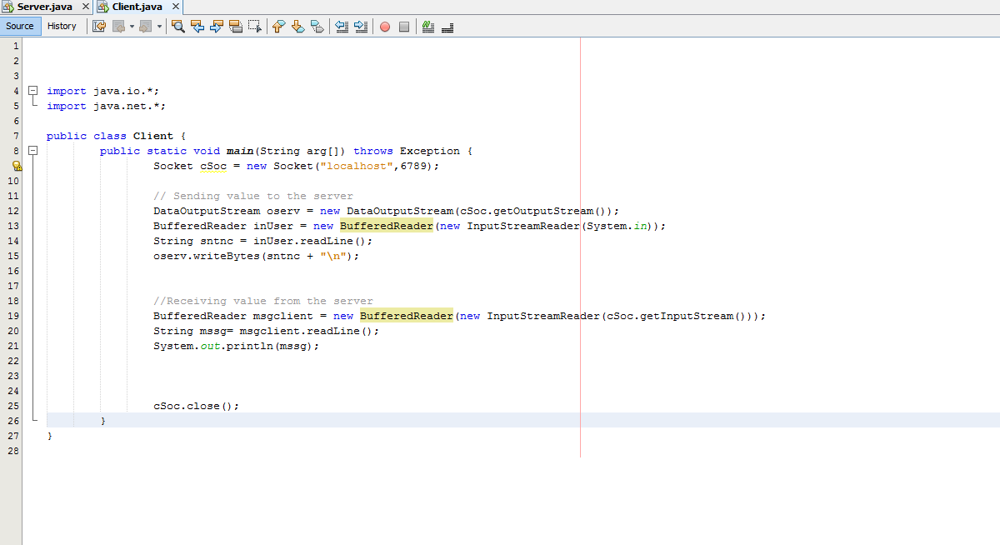 Server.java Client.java
Source History
1
2
3
4 import java.io.*;
5 import java.net.*;
6
7 public class Client {
8 public static void main(String arg[]) throws Exception {
Socket cSoc = new Socket("localhost",6789);
10
11 // Sending value to the server
12 DataOutputStream oserv = new DataOutputStream(cSoc.getOutputStream());
13 BufferedReader inUser = new BufferedReader(new InputStreamReader(System.in));
14 String sntnc = inUser.readLine();
15 oserv.writeBytes(sntnc + "\n");
16
17
18 //Receiving value from the server
19 BufferedReader msgclient = new BufferedReader(new InputStreamReader(cSoc.getInputStream()));
20 String mssg= msgclient.readLine();
21 System.out.println(mssg);
22
23
24
25 cSoc.close();
26 }
27 }
28